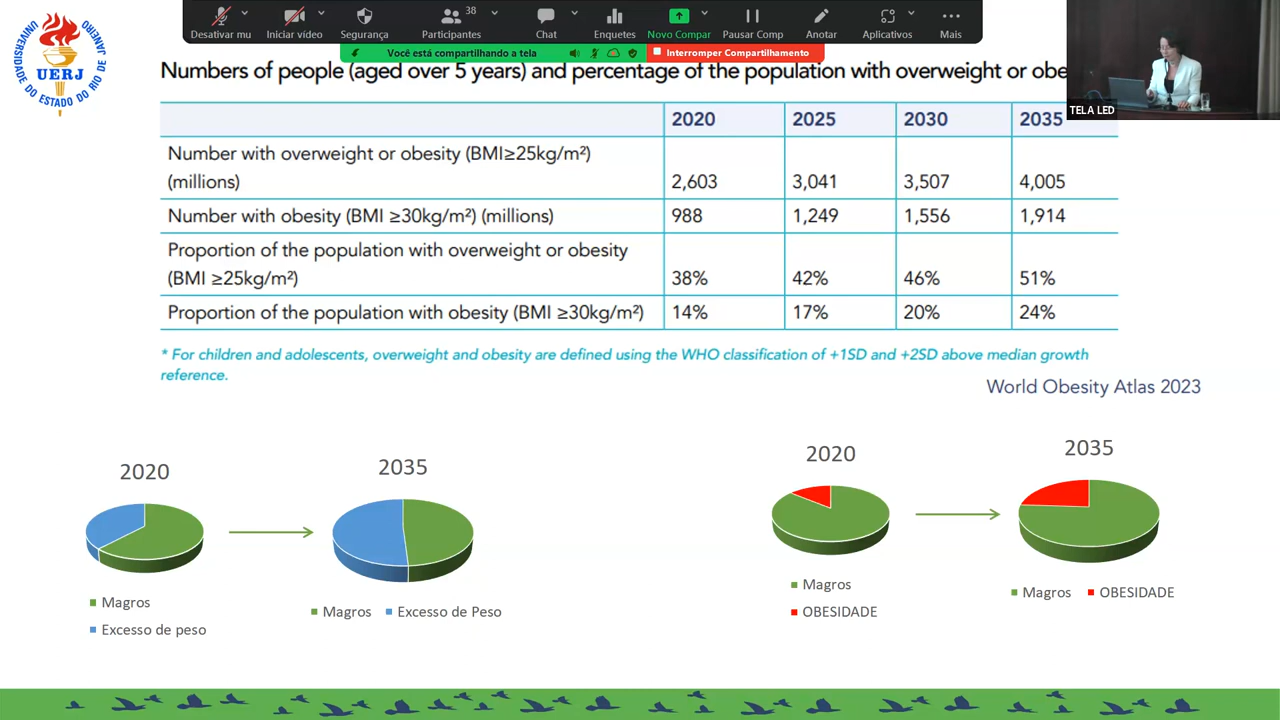 38
Desativar mu
Iniciar vídeo
Segurança
Participantes
Chat
Enquetes
Novo Compar
Pausar Comp
Anotar
Aplicativos
Mais
Você está compartilhando a tela
Interromper Compartilhamento
UNIVERSIDADE DO ESTADO DO RIO DE JANEIRO
UERJ
TELA LED
Numbers of people (aged over 5 years) and percentage of the population with overweight or obe
2020 2025 2030 2035
Number with overweight or obesity (BMI≥25kg/m²)
(millions) 2,603 3,041 3,507 4,005
Number with obesity (BMI ≥30kg/m²) (millions) 988 1,249 1,556 1,914
Proportion of the population with overweight or obesity
(BMI ≥25kg/m²) 38% 42% 46% 51%
Proportion of the population with obesity (BMI ≥30kg/m²) 14% 17% 20% 24%
* For children and adolescents, overweight and obesity are defined using the WHO classification of +1SD and +2SD above median growth
reference.
World Obesity Atlas 2023
2020
2035
Magros
Excesso de peso
Magros Excesso de Peso
2020
2035
Magros
OBESIDADE
Magros OBESIDADE